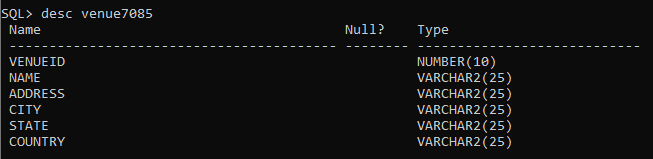 SQL> desc venue7085
Name Null? Type
----------------------------------------- -------- ----------------------------
VENUEID NUMBER(10)
NAME VARCHAR2(25)
ADDRESS VARCHAR2(25)
CITY VARCHAR2(25)
STATE VARCHAR2(25)
COUNTRY VARCHAR2(25)